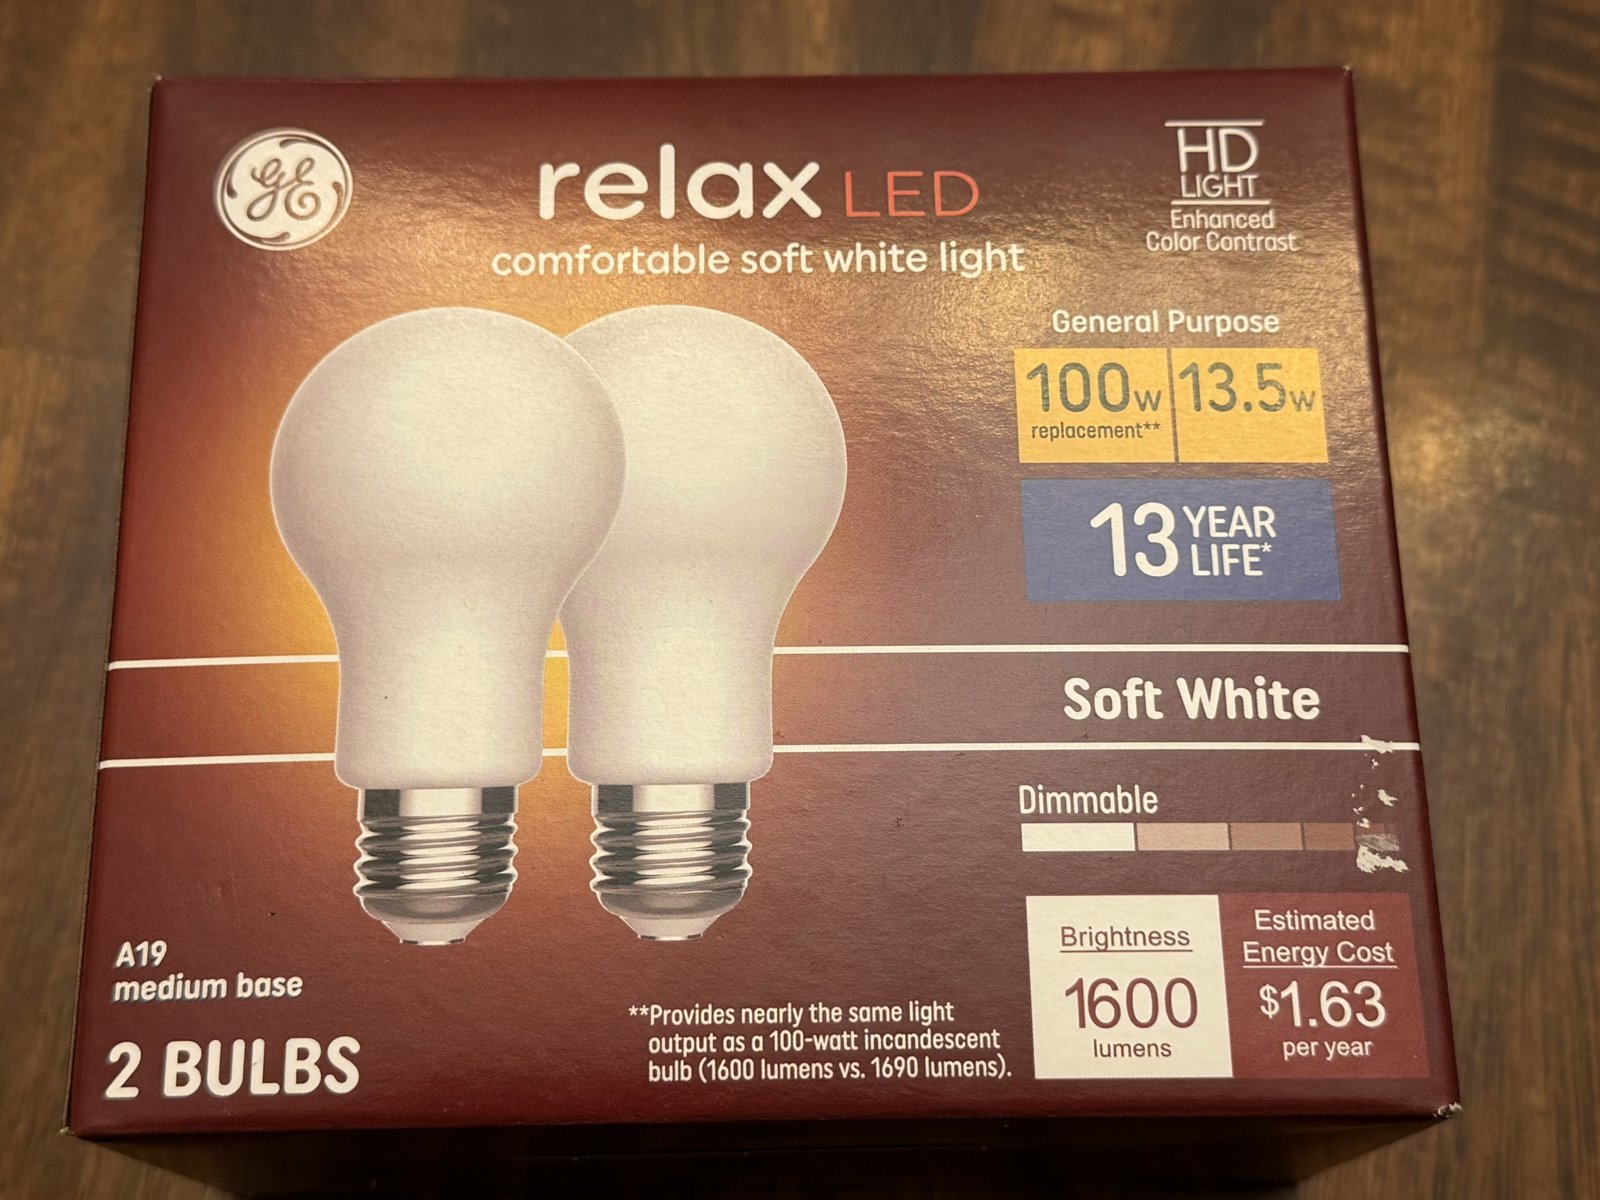 GE
relax LED
comfortable soft white light
HD
LIGHT
Enhanced
Color Contrast
General Purpose
100w 13.5w
replacement**
13 YEAR
LIFE*
Soft White
Dimmable
A19
medium base
2 BULBS
**Provides nearly the same light
output as a 100-watt incandescent
bulb (1600 lumens vs. 1690 lumens).
Brightness
1600
lumens
Estimated
Energy Cost
$1.63
per year